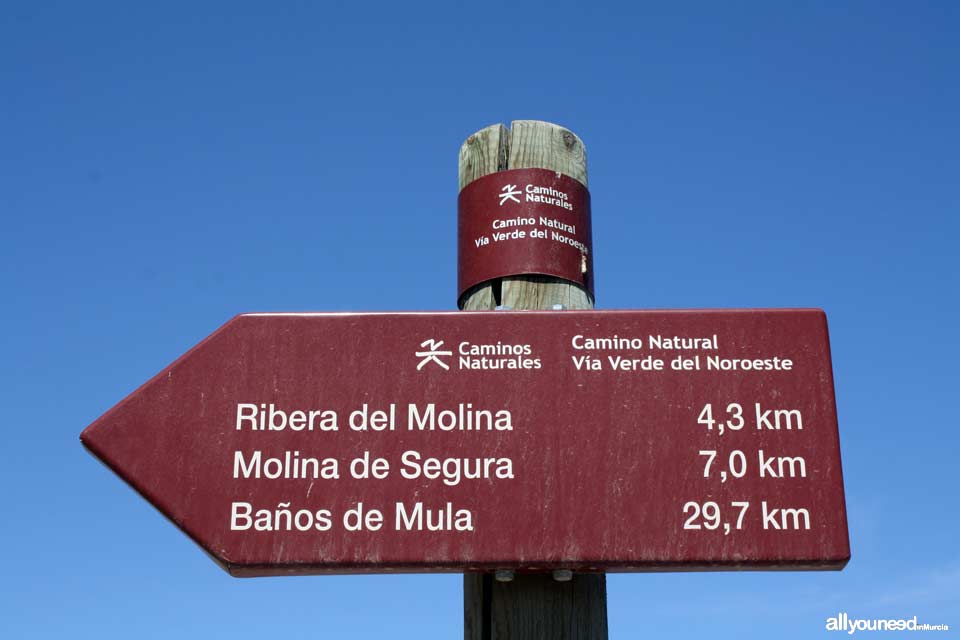 Caminos
Naturales
Camino Natural
Vía Verde del Noroeste
Caminos
Naturales
Camino Natural
Vía Verde del Noroeste
Ribera del Molina 4,3 km
Molina de Segura 7,0 km
Baños de Mula 29,7 km
allyouneedinMurcia